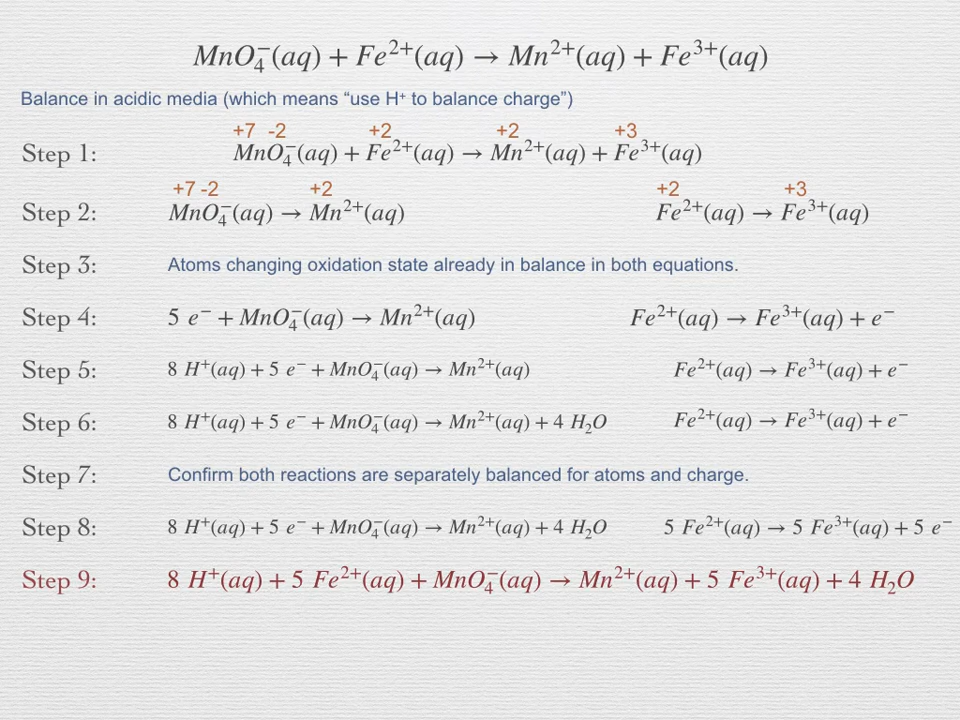 MnO₄⁻(aq) + Fe²⁺(aq) → Mn²⁺(aq) + Fe³⁺(aq)
Balance in acidic media (which means “use H⁺ to balance charge”)
+7 -2 +2 +2 +3
Step 1: MnO₄⁻(aq) + Fe²⁺(aq) → Mn²⁺(aq) + Fe³⁺(aq)
+7 -2 +2 +2 +3
Step 2: MnO₄⁻(aq) → Mn²⁺(aq) Fe²⁺(aq) → Fe³⁺(aq)
Step 3: Atoms changing oxidation state already in balance in both equations.
Step 4: 5 e⁻ + MnO₄⁻(aq) → Mn²⁺(aq) Fe²⁺(aq) → Fe³⁺(aq) + e⁻
Step 5: 8 H⁺(aq) + 5 e⁻ + MnO₄⁻(aq) → Mn²⁺(aq) Fe²⁺(aq) → Fe³⁺(aq) + e⁻
Step 6: 8 H⁺(aq) + 5 e⁻ + MnO₄⁻(aq) → Mn²⁺(aq) + 4 H₂O Fe²⁺(aq) → Fe³⁺(aq) + e⁻
Step 7: Confirm both reactions are separately balanced for atoms and charge.
Step 8: 8 H⁺(aq) + 5 e⁻ + MnO₄⁻(aq) → Mn²⁺(aq) + 4 H₂O 5 Fe²⁺(aq) → 5 Fe³⁺(aq) + 5 e⁻
Step 9: 8 H⁺(aq) + 5 Fe²⁺(aq) + MnO₄⁻(aq) → Mn²⁺(aq) + 5 Fe³⁺(aq) + 4 H₂O